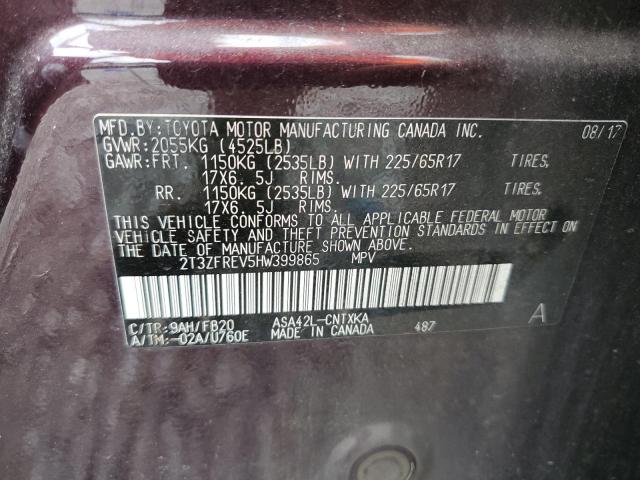 MFD.BY:TOYOTA MOTOR MANUFACTURING CANADA INC. 08/17
GVWR:2055KG (4525LB)
GAWR:FRT. 1150KG (2535LB) WITH 225/65R17 TIRES,
17X6. 5J RIMS.
RR. 1150KG (2535LB) WITH 225/65R17 TIRES,
17X6. 5J RIMS.
THIS VEHICLE CONFORMS TO ALL APPLICABLE FEDERAL MOTOR
VEHICLE SAFETY AND THEFT PREVENTION STANDARDS IN EFFECT ON
THE DATE OF MANUFACTURE SHOWN ABOVE.
2T3ZFREV5HW399865 MPV
C/TR:9AH/FB20 ASA42L-CNTXKA A
A/TM:-02A/U760E MADE IN CANADA 487